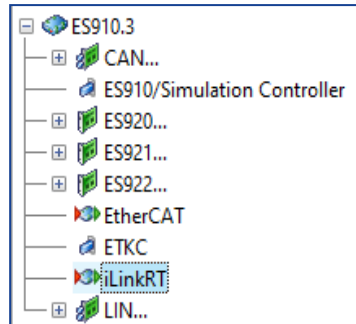 ES910.3
CAN...
ES910/Simulation Controller
ES920...
ES921...
ES922...
EtherCAT
ETKC
iLinkRT
LIN...